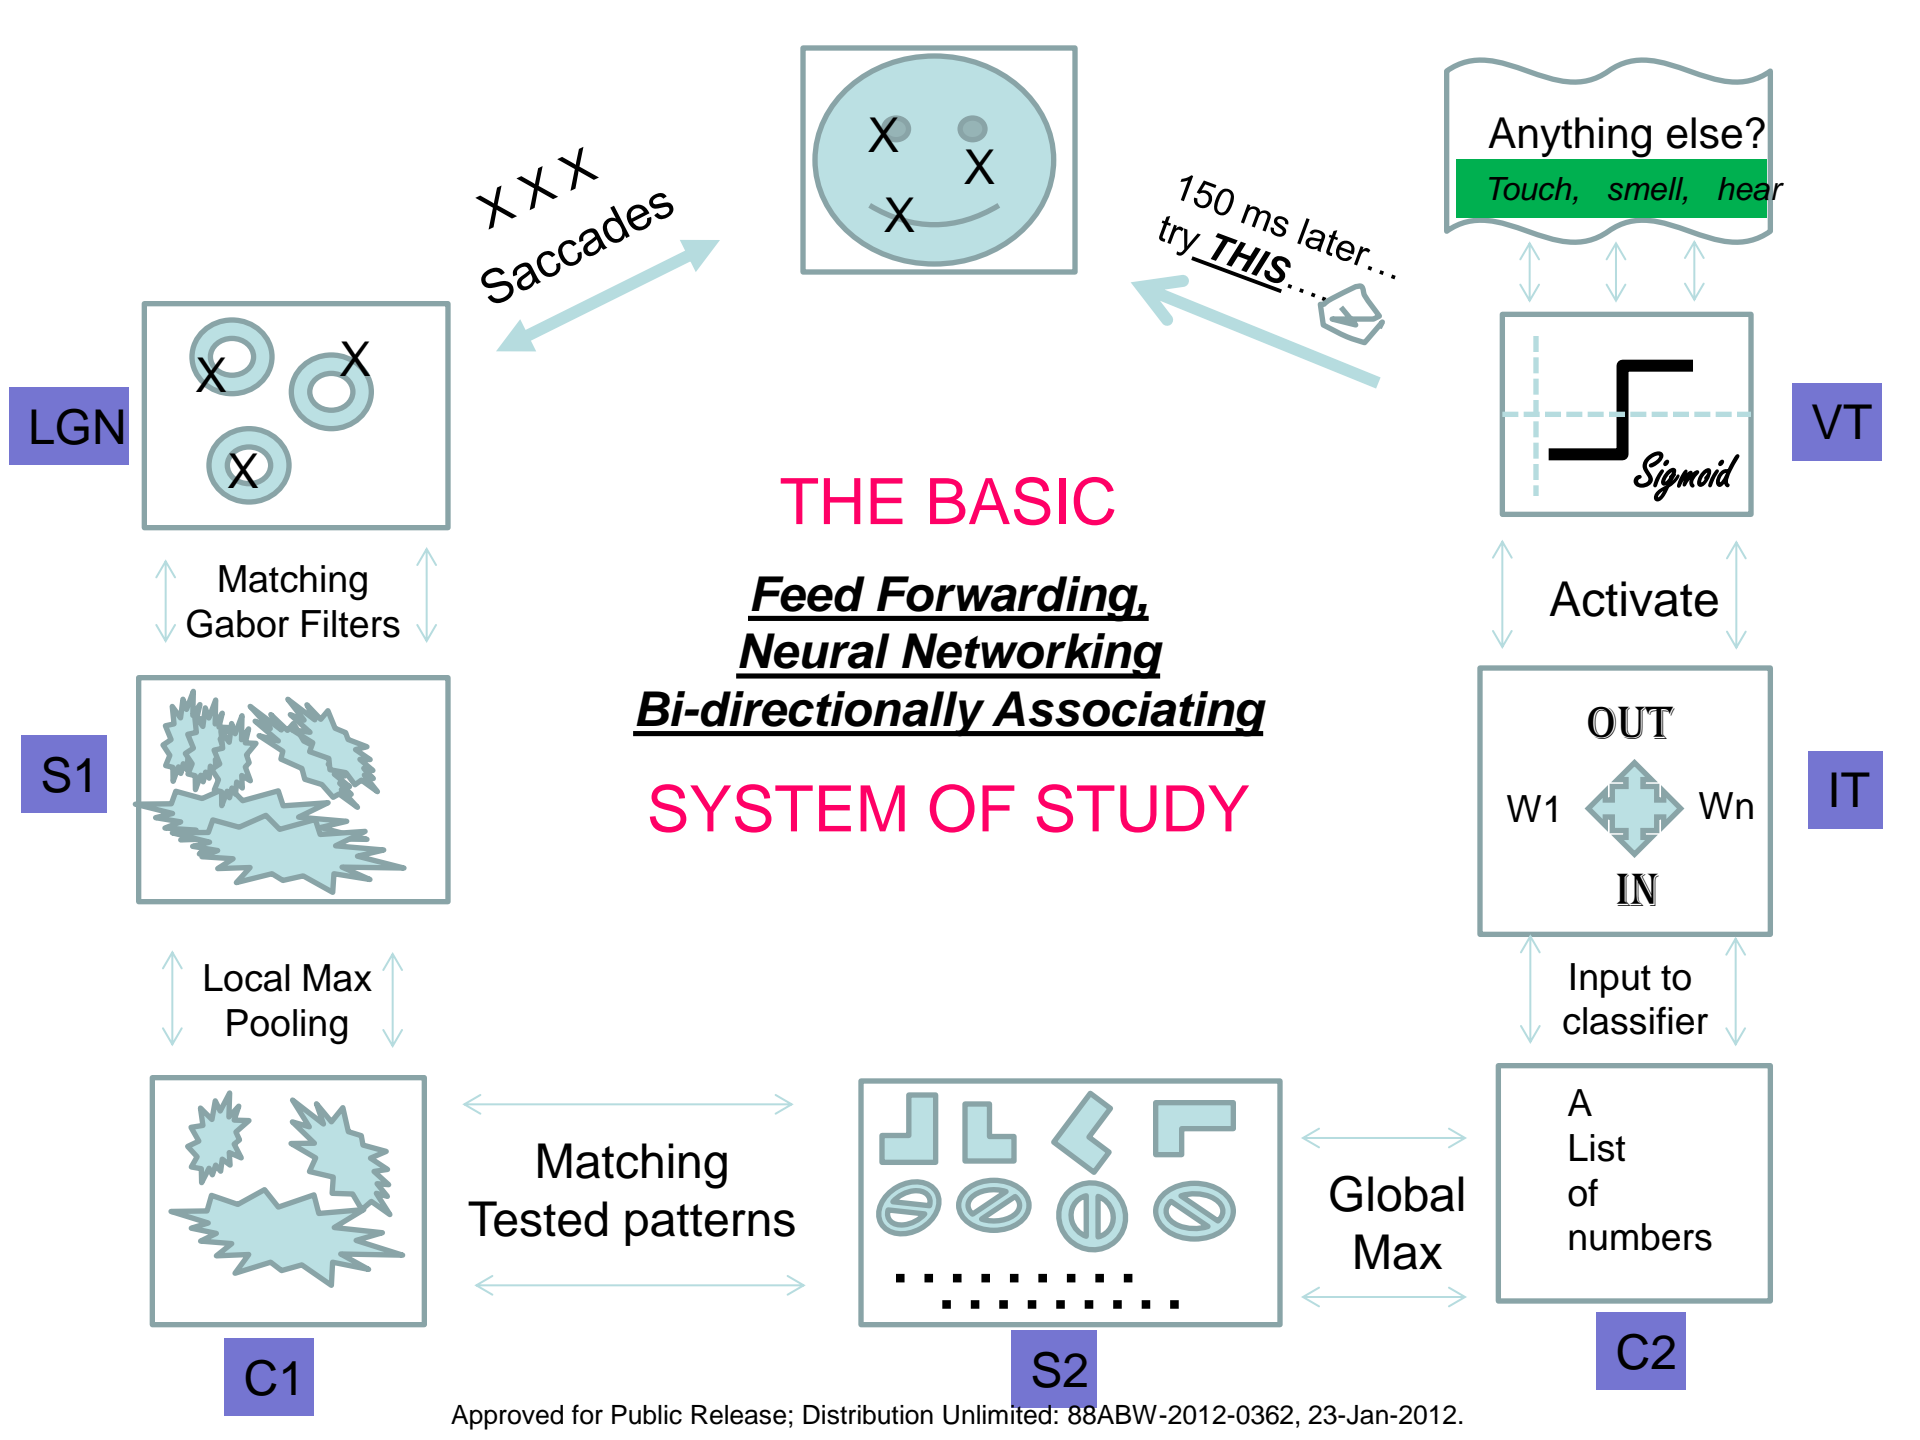 X X X
Saccades
X
X
X
150 ms later…
try THIS….
X
Anything else?
Touch, smell, hear
LGN
X
X
X
Sigmoid
VT
THE BASIC
Feed Forwarding,
Neural Networking
Bi-directionally Associating
SYSTEM OF STUDY
Matching
Gabor Filters
Activate
S1
OUT
W1
Wn
IN
IT
Local Max
Pooling
Input to
classifier
Matching
Tested patterns
Global
Max
A
List
of
numbers
C1
S2
C2
Approved for Public Release; Distribution Unlimited: 88ABW-2012-0362, 23-Jan-2012.